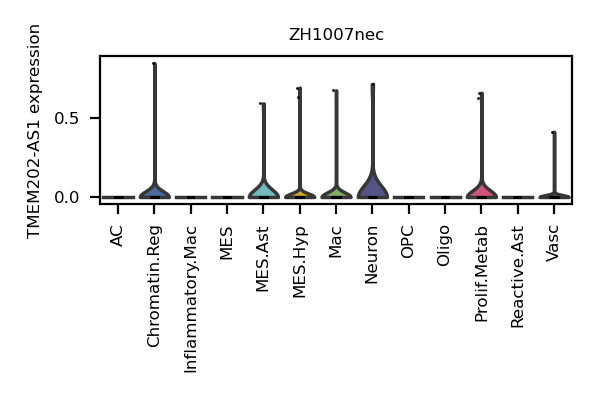 ZH1007nec
TMEM202-AS1 expression
0.5
0.0
AC
Chromatin.Reg
Inflammatory.Mac
MES
MES.Ast
MES.Hyp
Mac
Neuron
OPC
Oligo
Prolif.Metab
Reactive.Ast
Vasc